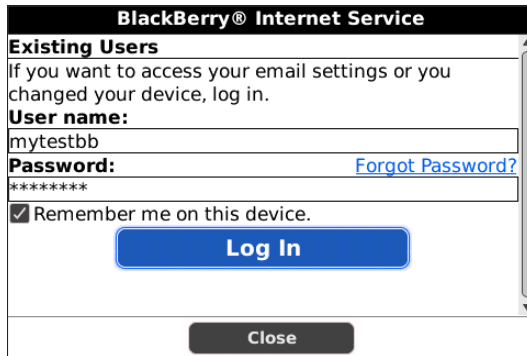 BlackBerry® Internet Service
Existing Users
If you want to access your email settings or you
changed your device, log in.
User name:
mytestbb
Password: Forgot Password?
********
Remember me on this device.
Log In
Close